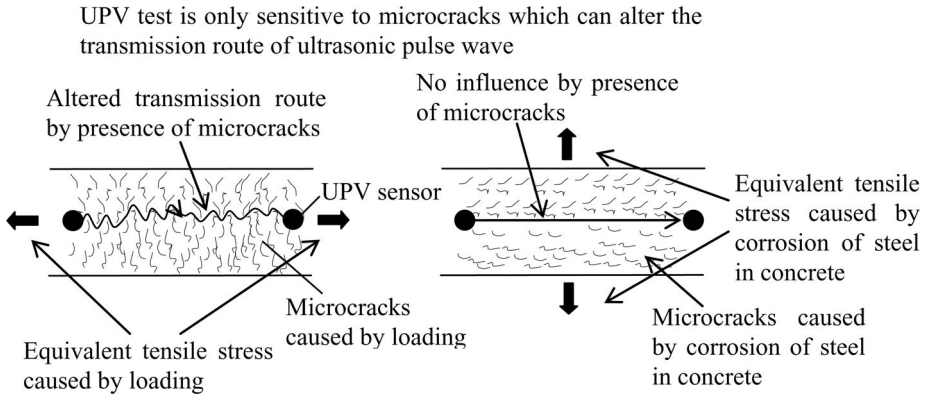 UPV test is only sensitive to microcracks which can alter the
transmission route of ultrasonic pulse wave
Altered transmission route
by presence of microcracks
UPV sensor
Microcracks
caused by loading
Equivalent tensile stress
caused by loading
No influence by presence
of microcracks
Equivalent tensile
stress caused by
corrosion of steel
in concrete
Microcracks caused
by corrosion of steel
in concrete